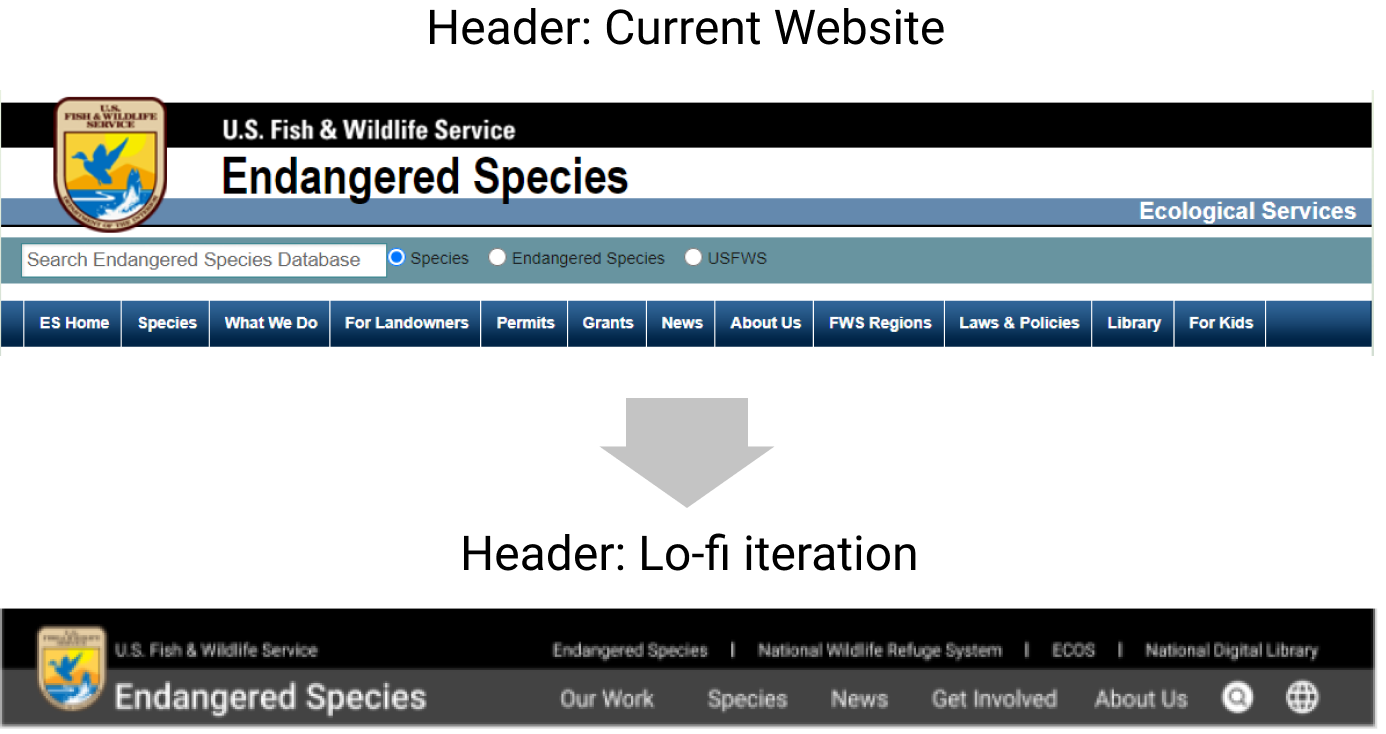 Header: Current Website
U.S.
FISH & WILDLIFE
SERVICE
DEPARTMENT OF THE INTERIOR
U.S. Fish & Wildlife Service
Endangered Species
Ecological Services
Search Endangered Species Database Species Endangered Species USFWS
ES Home Species What We Do For Landowners Permits Grants News About Us FWS Regions Laws & Policies Library For Kids
Header: Lo-fi iteration
U.S. Fish & Wildlife Service Endangered Species | National Wildlife Refuge System | ECOS | National Digital Library
Endangered Species Our Work Species News Get Involved About Us